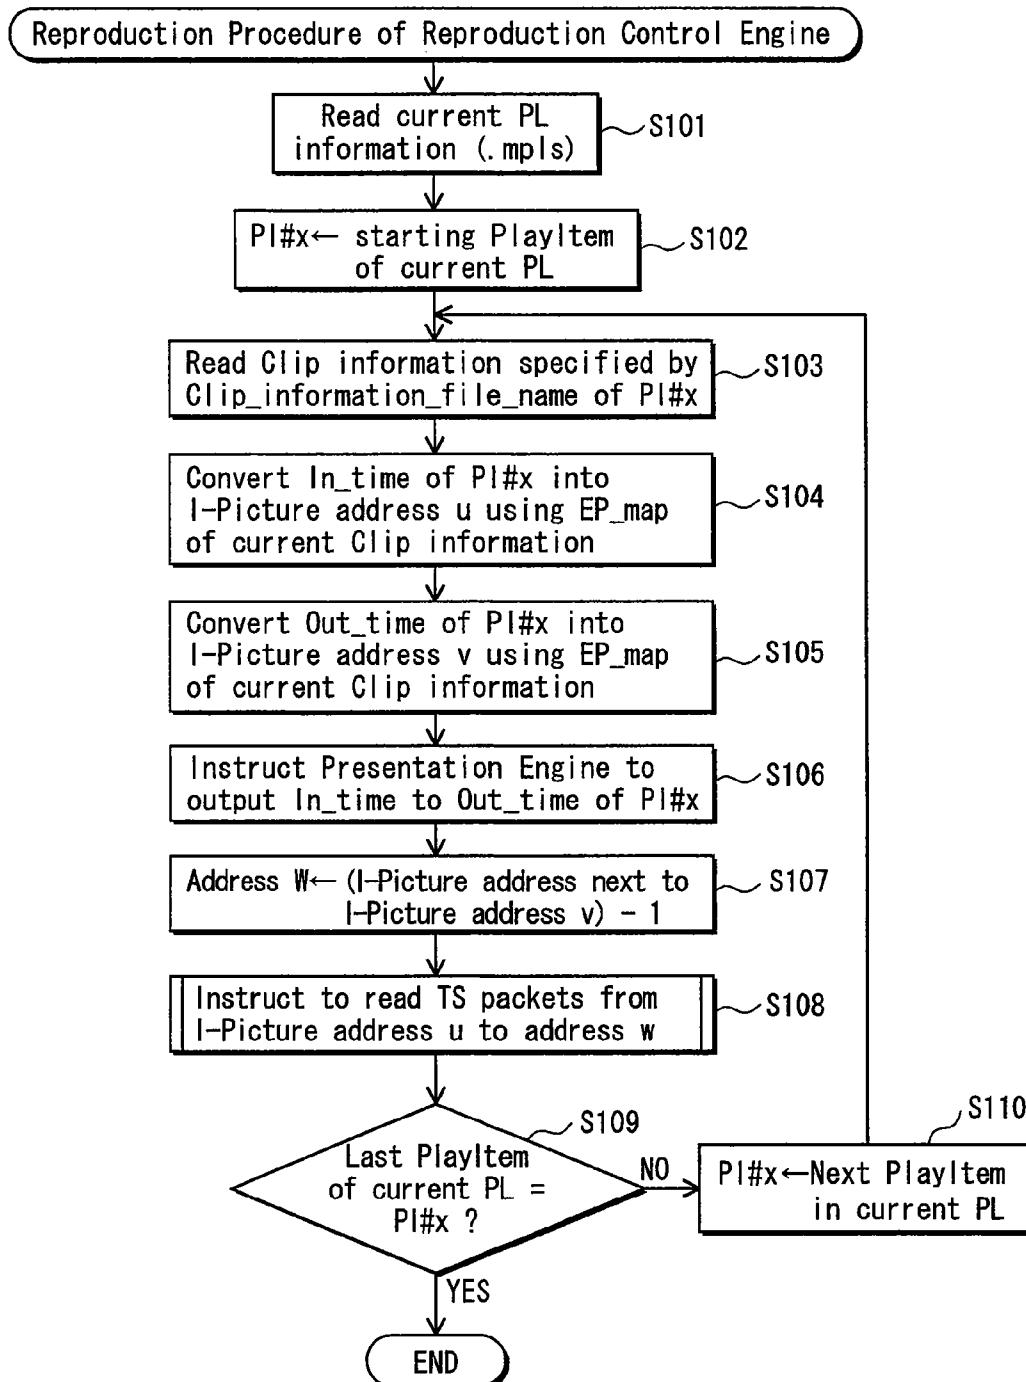 Reproduction Procedure of Reproduction Control Engine
Read current PL
information (.mpls)
S101
PI#x← starting PlayItem
of current PL
S102
Read Clip information specified by
Clip_information_file_name of PI#x
S103
Convert In_time of PI#x into
I-Picture address u using EP_map
of current Clip information
S104
Convert Out_time of PI#x into
I-Picture address v using EP_map
of current Clip information
S105
Instruct Presentation Engine to
output In_time to Out_time of PI#x
S106
Address W← (I-Picture address next to
I-Picture address v) - 1
S107
Instruct to read TS packets from
I-Picture address u to address w
S108
S109
Last PlayItem
of current PL =
PI#x ?
NO
S110
PI#x←Next PlayItem
in current PL
YES
END